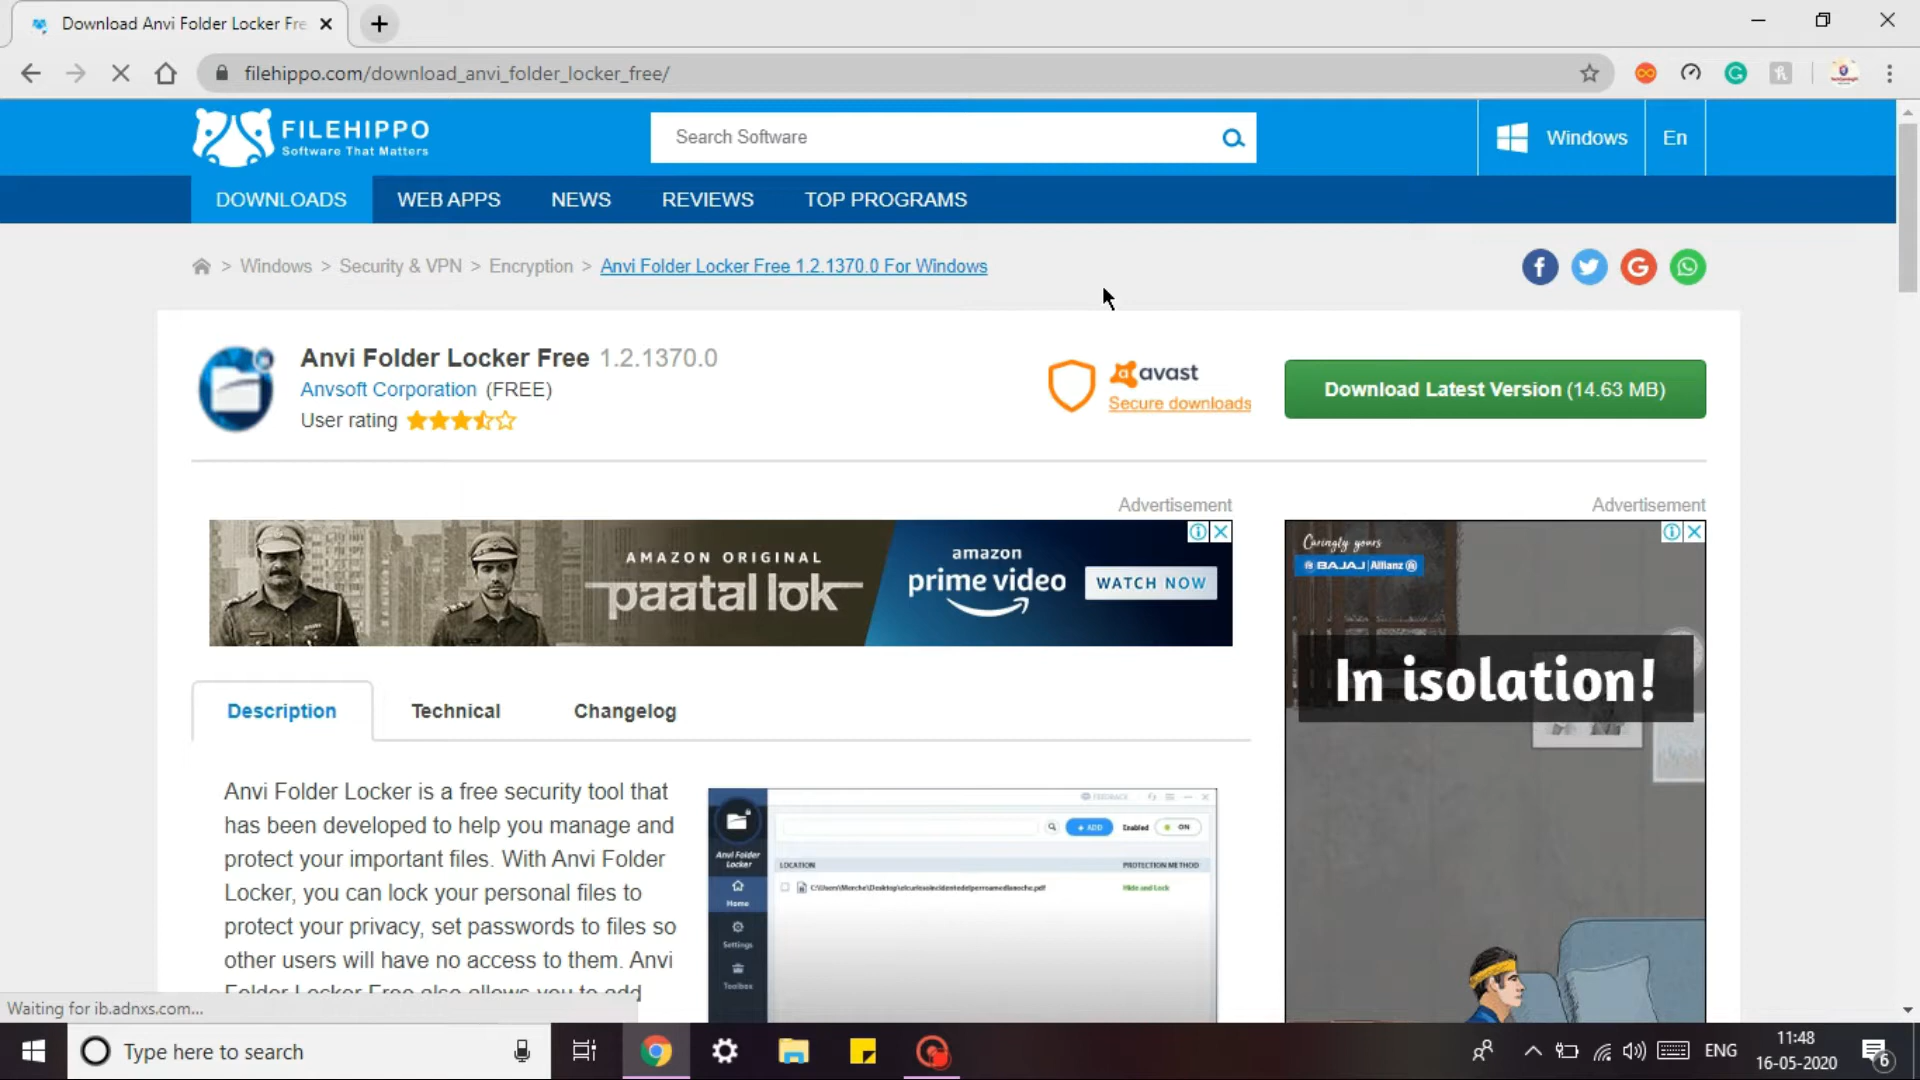 Download Anvi Folder Locker Fre
filehippo.com/download_anvi_folder_locker_free/
FILEHIPPO
Software That Matters
Search Software
Windows
En
DOWNLOADS
WEB APPS
NEWS
REVIEWS
TOP PROGRAMS
> Windows > Security & VPN > Encryption > Anvi Folder Locker Free 1.2.1370.0 For Windows
Anvi Folder Locker Free 1.2.1370.0
Anvsoft Corporation (FREE)
User rating
avast
Secure downloads
Download Latest Version (14.63 MB)
Advertisement
AMAZON ORIGINAL
paatal lok
amazon
prime video
WATCH NOW
Advertisement
Caringly yours
BAJAJ | Allianz
In isolation!
Description
Technical
Changelog
Anvi Folder Locker is a free security tool that
has been developed to help you manage and
protect your important files. With Anvi Folder
Locker, you can lock your personal files to
protect your privacy, set passwords to files so
other users will have no access to them. Anvi
Folder Locker Free also allows you to add
FEEDBACK
Anvi Folder
Locker
+ ADD
Enabled
ON
LOCATION
PROTECTION METHOD
C:\Users\Merche\Desktop\elcuriosoincidentedelperroamedianoche.pdf
Hide and Lock
Home
Settings
Toolbox
Waiting for ib.adnxs.com...
Type here to search
ENG
11:48
16-05-2020
6